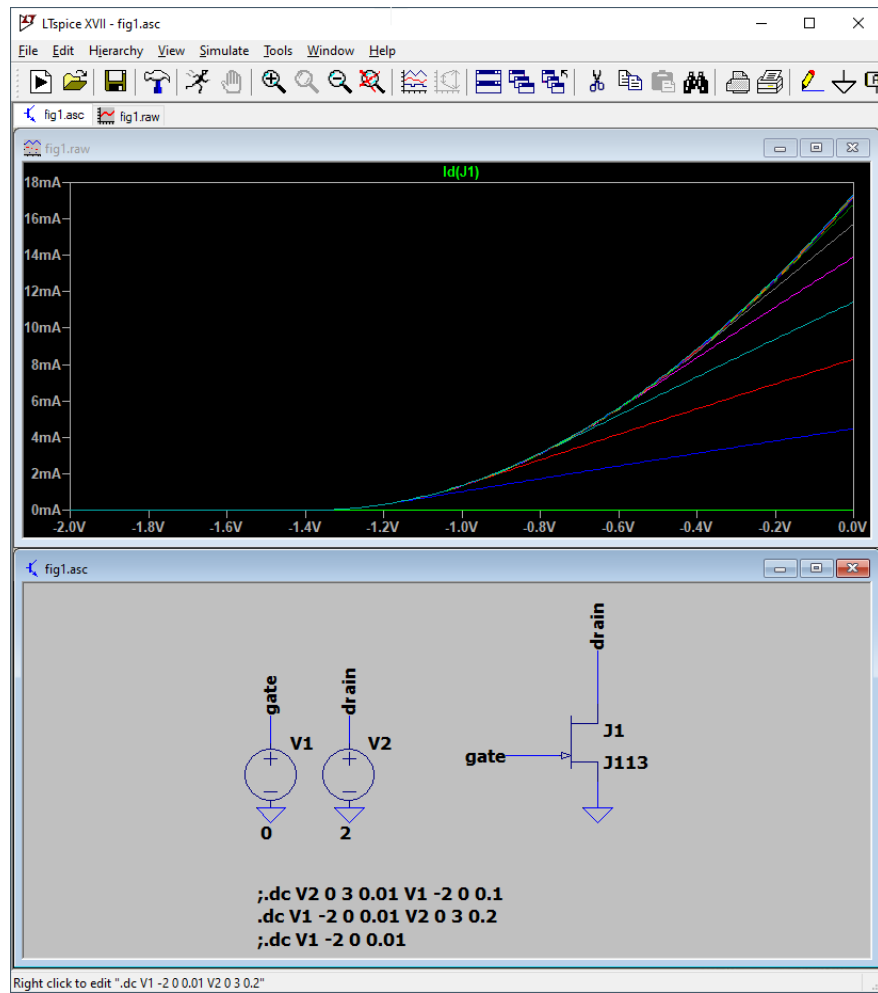 LTspice XVII - fig1.asc
File Edit Hierarchy View Simulate Tools Window Help
fig1.asc fig1.raw
fig1.raw
Id(J1)
18mA
16mA
14mA
12mA
10mA
8mA
6mA
4mA
2mA
0mA
-2.0V -1.8V -1.6V -1.4V -1.2V -1.0V -0.8V -0.6V -0.4V -0.2V 0.0V
fig1.asc
drain
gate drain
V1 V2 J1
gate J113
0 2
;.dc V2 0 3 0.01 V1 -2 0 0.1
.dc V1 -2 0 0.01 V2 0 3 0.2
;.dc V1 -2 0 0.01
Right click to edit ".dc V1 -2 0 0.01 V2 0 3 0.2"